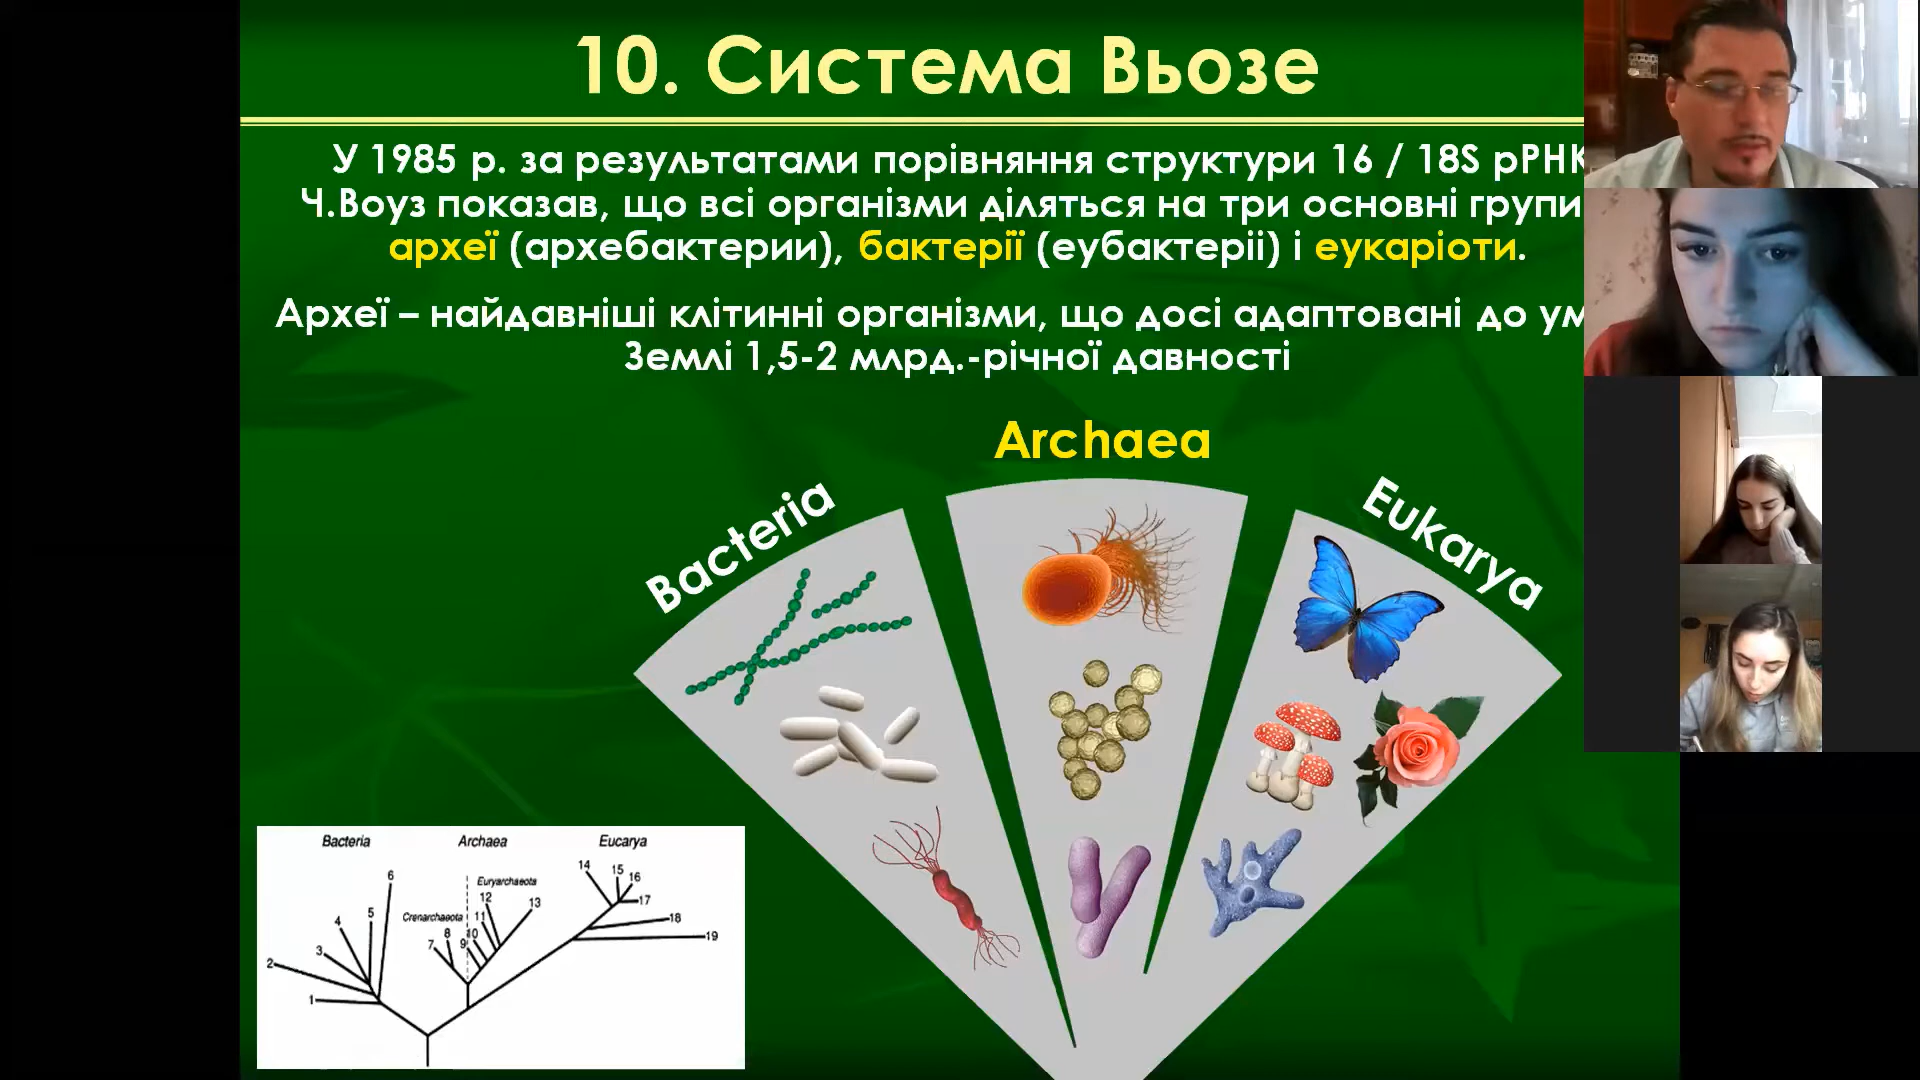 10. Система Вьозе
У 1985 р. за результатами порівняння структури 16 / 18S рРНК
Ч.Воуз показав, що всі організми діляться на три основні групи
археї (архебактерии), бактерії (еубактеріі) і еукаріоти.
Археї – найдавніші клітинні організми, що досі адаптовані до ум
Землі 1,5-2 млрд.-річної давності
Archaea
Bacteria
Eukarya
Bacteria Archaea Eucarya
Euryarchaeota
Crenarchaeota
1
2
3
4
5
6
7
8
9
10
11
12
13
14
15
16
17
18
19